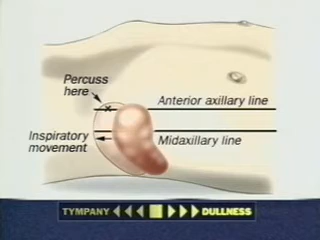 Percuss
here
Anterior axillary line
Inspiratory
movement
Midaxillary line
TYMPANY DULLNESS